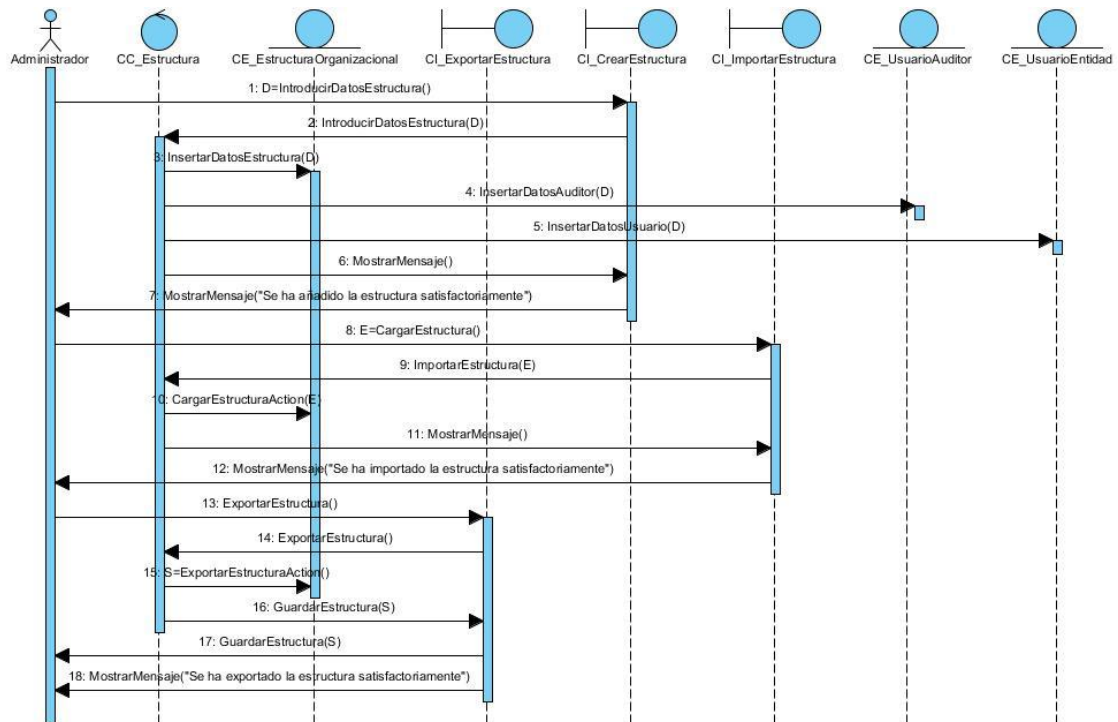 Administrador
CC_Estructura
CE_EstructuraOrganizacional
CI_ExportarEstructura
CI_CrearEstructura
CI_ImportarEstructura
CE_UsuarioAuditor
CE_UsuarioEntidad
1: D=IntroducirDatosEstructura()
2: IntroducirDatosEstructura(D)
3: InsertarDatosEstructura(D)
4: InsertarDatosAuditor(D)
5: InsertarDatosUsuario(D)
6: MostrarMensaje()
7: MostrarMensaje("Se ha añadido la estructura satisfactoriamente")
8: E=CargarEstructura()
9: ImportarEstructura(E)
10: CargarEstructuraAction(E)
11: MostrarMensaje()
12: MostrarMensaje("Se ha importado la estructura satisfactoriamente")
13: ExportarEstructura()
14: ExportarEstructura()
15: S=ExportarEstructuraAction()
16: GuardarEstructura(S)
17: GuardarEstructura(S)
18: MostrarMensaje("Se ha exportado la estructura satisfactoriamente")